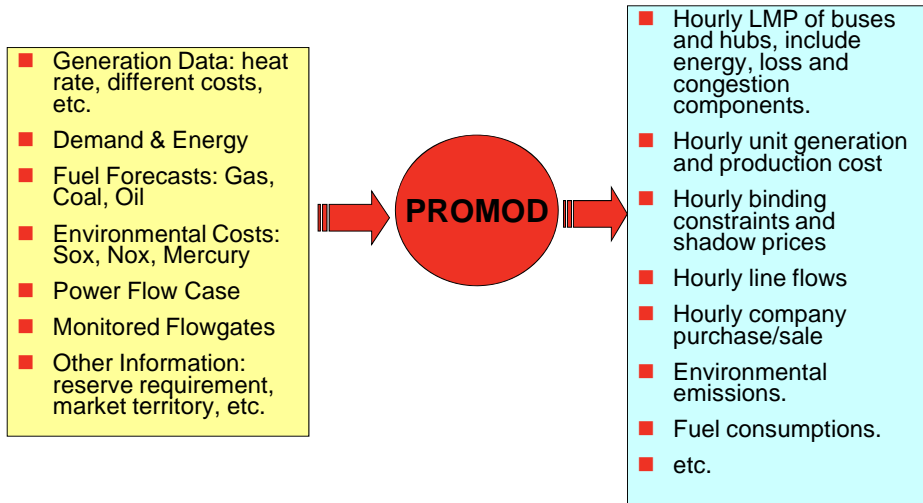 Generation Data: heat
rate, different costs,
etc.
Demand & Energy
Fuel Forecasts: Gas,
Coal, Oil
Environmental Costs:
Sox, Nox, Mercury
Power Flow Case
Monitored Flowgates
Other Information:
reserve requirement,
market territory, etc.
PROMOD
Hourly LMP of buses
and hubs, include
energy, loss and
congestion
components.
Hourly unit generation
and production cost
Hourly binding
constraints and
shadow prices
Hourly line flows
Hourly company
purchase/sale
Environmental
emissions.
Fuel consumptions.
etc.